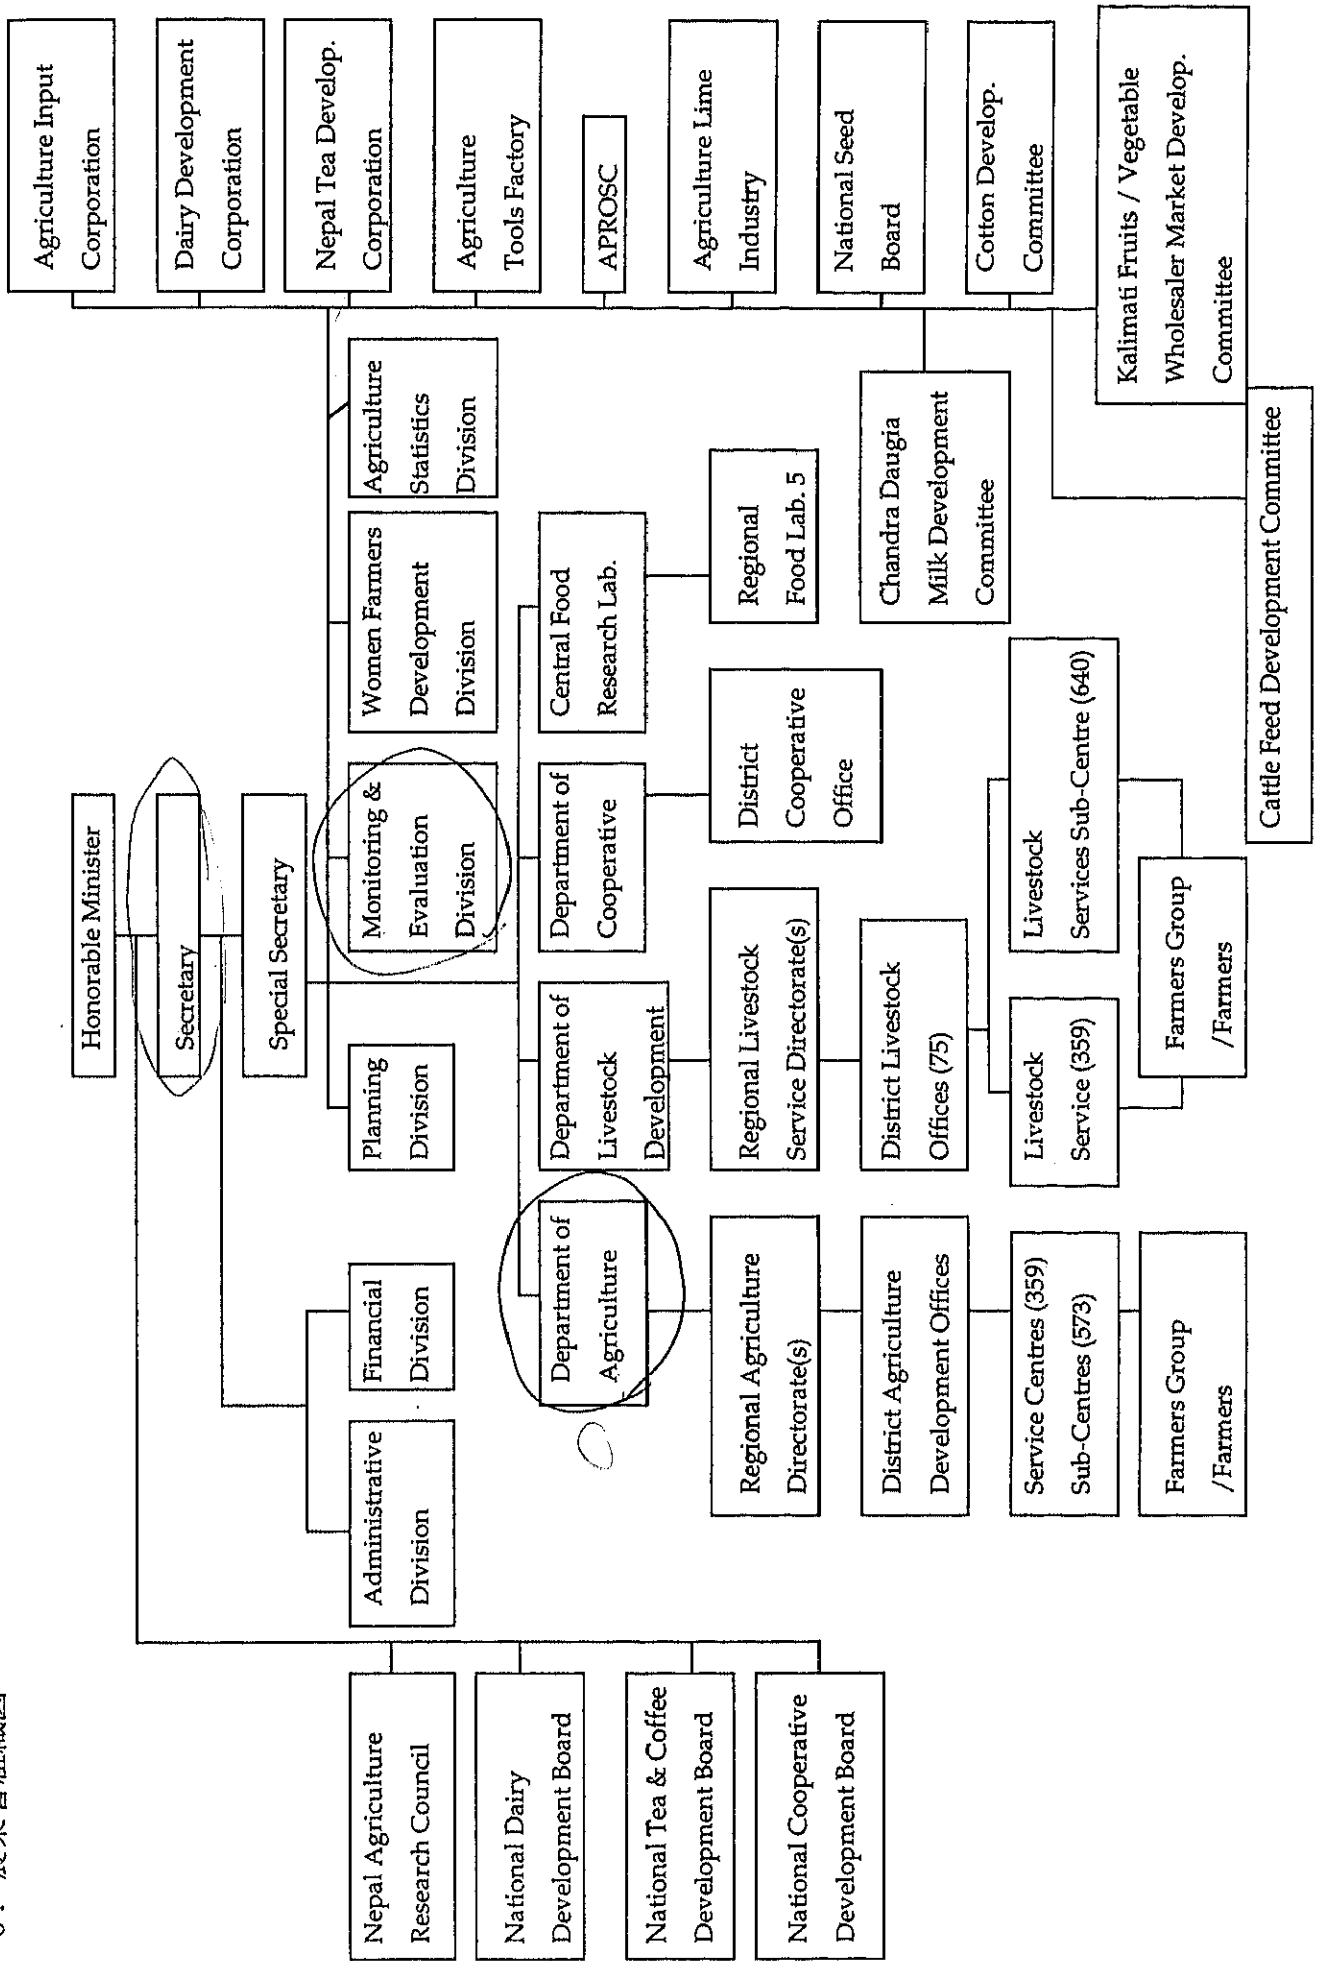 農業省組織図
Honorable Minister
Secretary
Special Secretary
Nepal Agriculture
Research Council
National Dairy
Development Board
National Tea & Coffee
Development Board
National Cooperative
Development Board
Administrative
Division
Financial
Division
Planning
Division
Monitoring &
Evaluation
Division
Women Farmers
Development
Division
Agriculture
Statistics
Division
Department of
Agriculture
Department of
Livestock
Development
Department of
Cooperative
Central Food
Research Lab.
Regional Agriculture
Directorate(s)
Regional Livestock
Service Directorate(s)
District
Cooperative
Office
Regional
Food Lab. 5
District Agriculture
Development Offices
District Livestock
Offices (75)
Service Centres (359)
Sub-Centres (573)
Livestock
Service (359)
Livestock
Services Sub-Centre (640)
Farmers Group
/Farmers
Farmers Group
/Farmers
Agriculture Input
Corporation
Dairy Development
Corporation
Nepal Tea Develop.
Corporation
Agriculture
Tools Factory
APROSC
Agriculture Lime
Industry
National Seed
Board
Chandra Daugia
Milk Development
Committee
Cotton Develop.
Committee
Kalimati Fruits / Vegetable
Wholesaler Market Develop.
Committee
Cattle Feed Development Committee